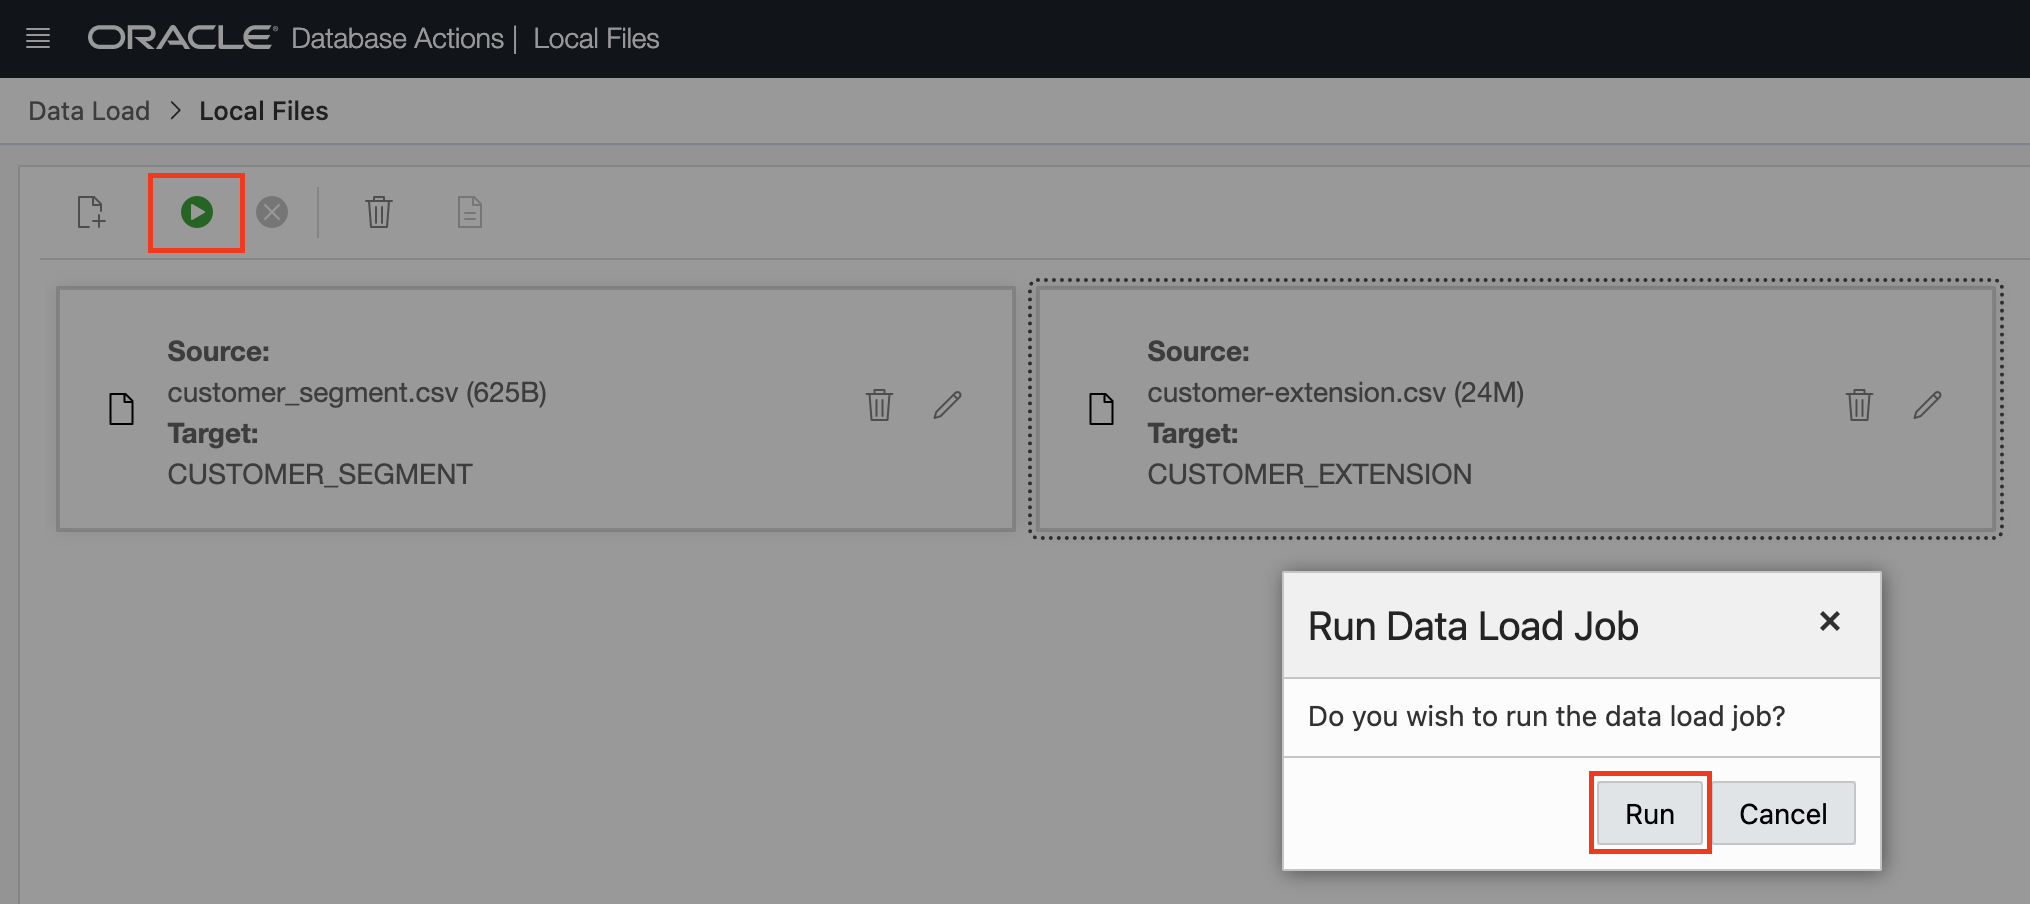 ORACLE® Database Actions | Local Files
Data Load > Local Files
Source:
customer_segment.csv (625B)
Target:
CUSTOMER_SEGMENT
Source:
customer-extension.csv (24M)
Target:
CUSTOMER_EXTENSION
Run Data Load Job
Do you wish to run the data load job?
Run Cancel